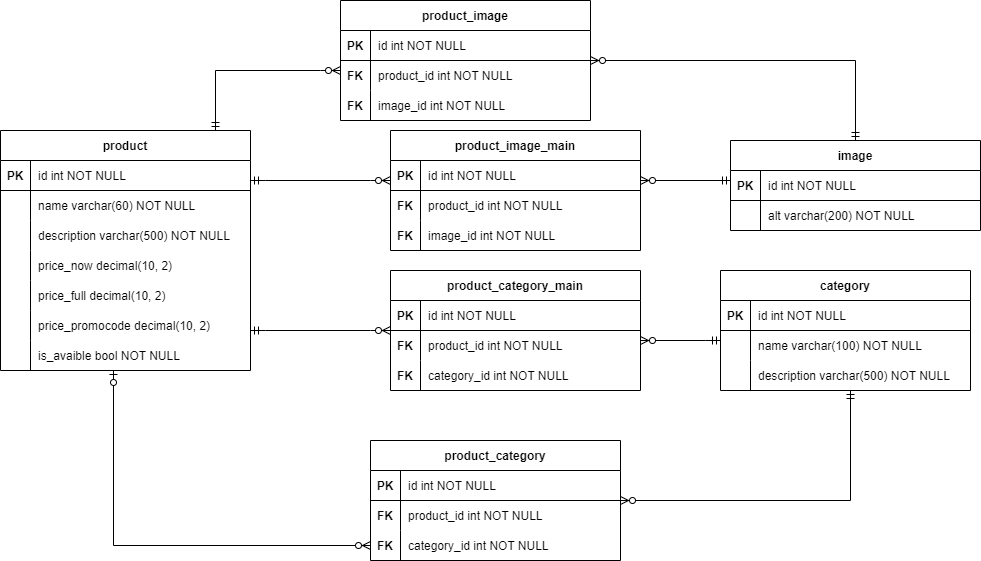 product_image
PK id int NOT NULL
FK product_id int NOT NULL
FK image_id int NOT NULL
product
PK id int NOT NULL
name varchar(60) NOT NULL
description varchar(500) NOT NULL
price_now decimal(10, 2)
price_full decimal(10, 2)
price_promocode decimal(10, 2)
is_avaible bool NOT NULL
product_image_main
PK id int NOT NULL
FK product_id int NOT NULL
FK image_id int NOT NULL
image
PK id int NOT NULL
alt varchar(200) NOT NULL
product_category_main
PK id int NOT NULL
FK product_id int NOT NULL
FK category_id int NOT NULL
category
PK id int NOT NULL
name varchar(100) NOT NULL
description varchar(500) NOT NULL
product_category
PK id int NOT NULL
FK product_id int NOT NULL
FK category_id int NOT NULL